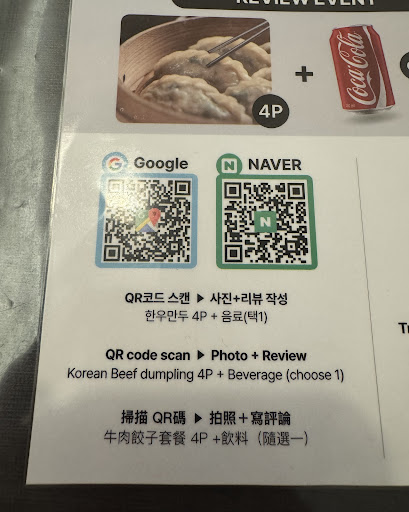 REVIEW EVENT
4P
+
Coca-Cola
G Google
N NAVER
N
QR코드 스캔 ▶ 사진+리뷰 작성
한우만두 4P + 음료(택1)
QR code scan ▶ Photo + Review
Korean Beef dumpling 4P + Beverage (choose 1)
掃描 QR碼 ▶ 拍照＋寫評論
牛肉餃子套餐 4P +飲料（隨選一）